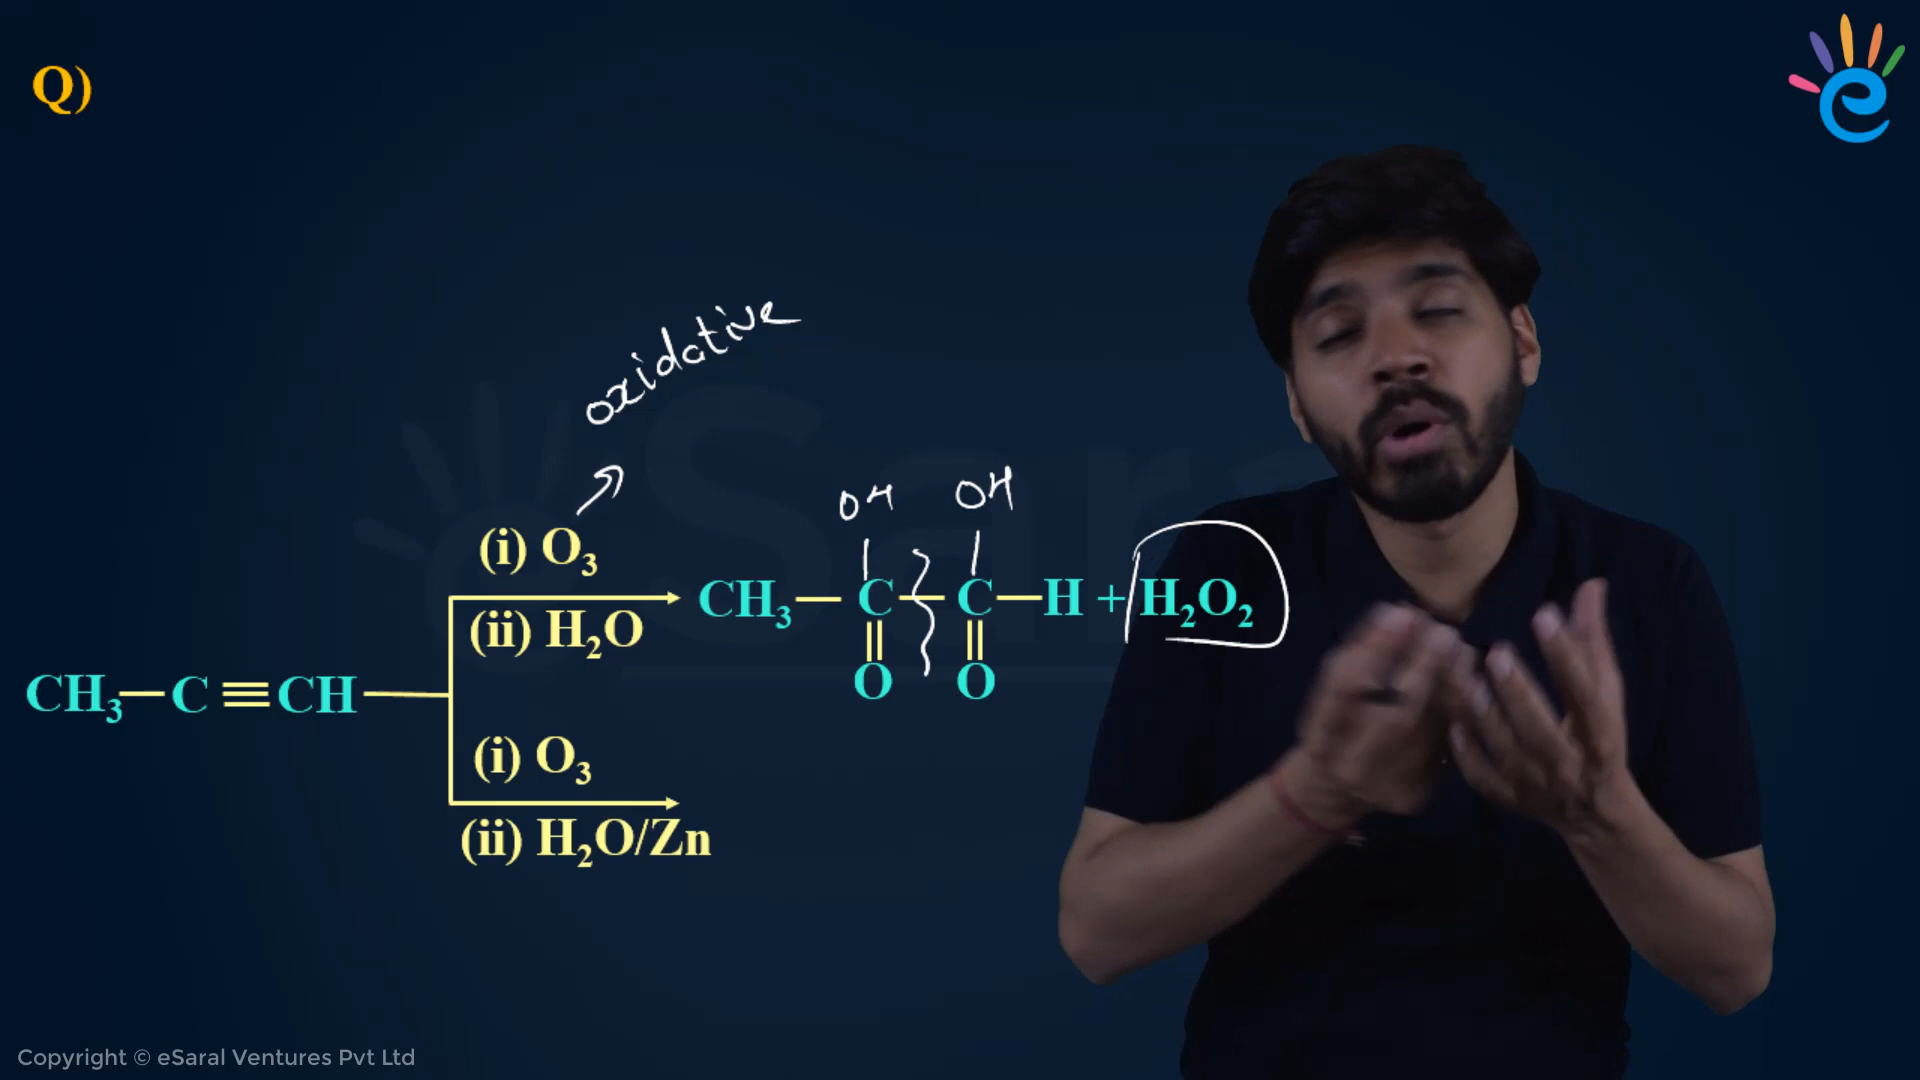 Q)
oxidative
OH OH
(i) O3
CH3—C—C—H + H2O2
(ii) H2O
O O
CH3—C≡CH
(i) O3
(ii) H2O/Zn
eSaral
Copyright © eSaral Ventures Pvt Ltd